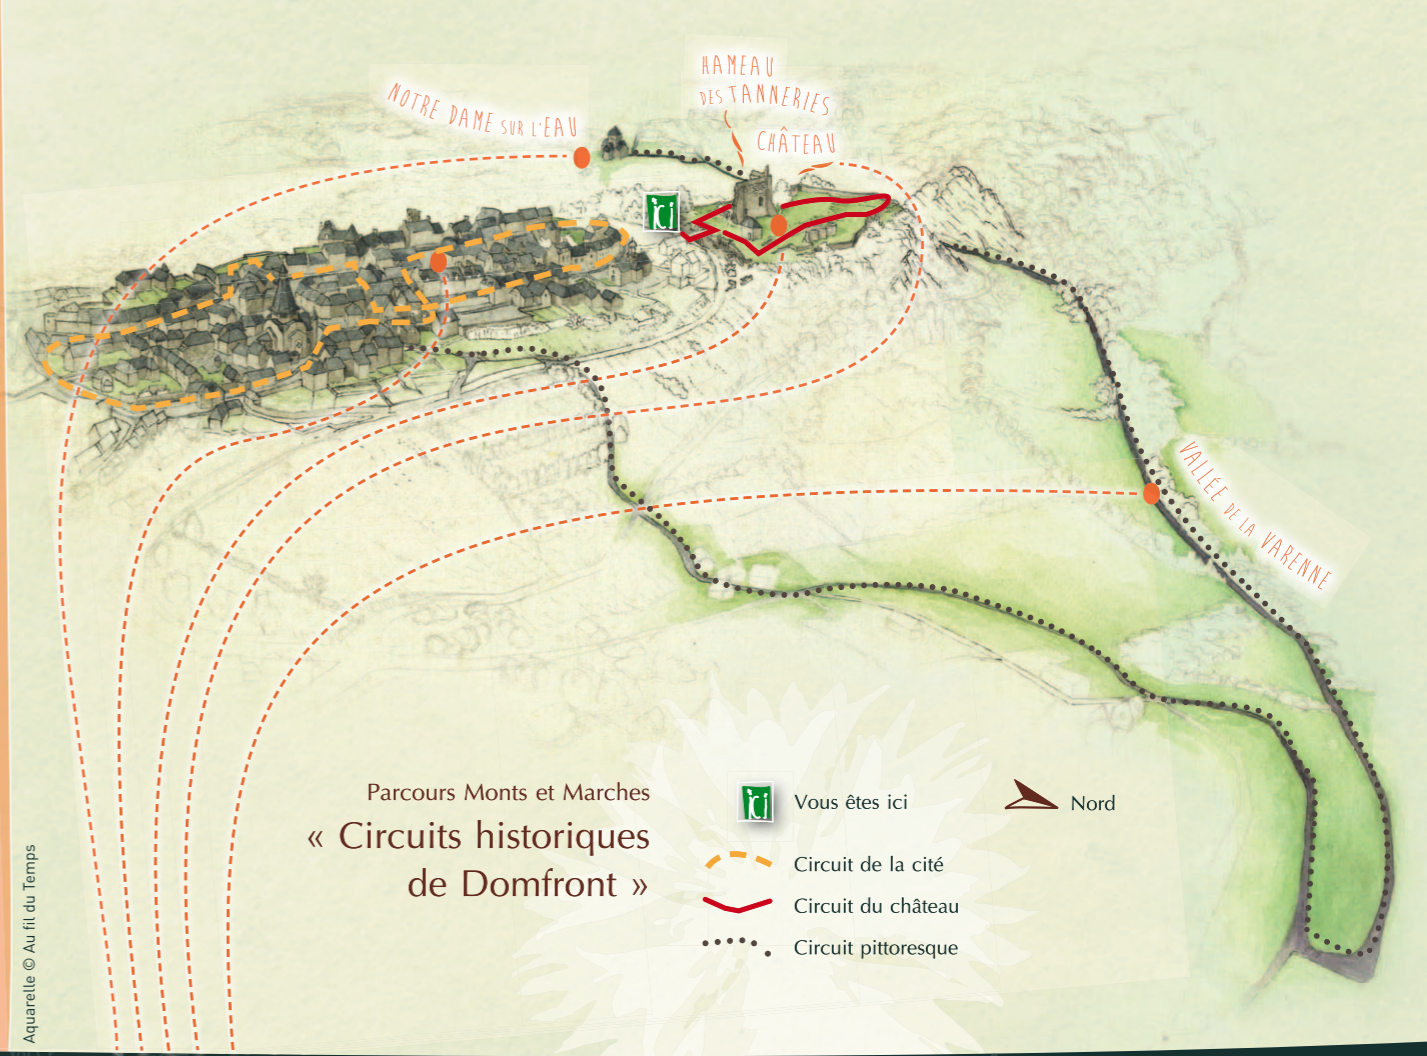 HAMEAU
DES TANNERIES
NOTRE DAME SUR L'EAU
CHÂTEAU
ici
VALLÉE DE LA VARENNE
Parcours Monts et Marches
« Circuits historiques
de Domfront »
ici Vous êtes ici
Nord
Circuit de la cité
Circuit du château
Circuit pittoresque
Aquarelle © Au fil du Temps